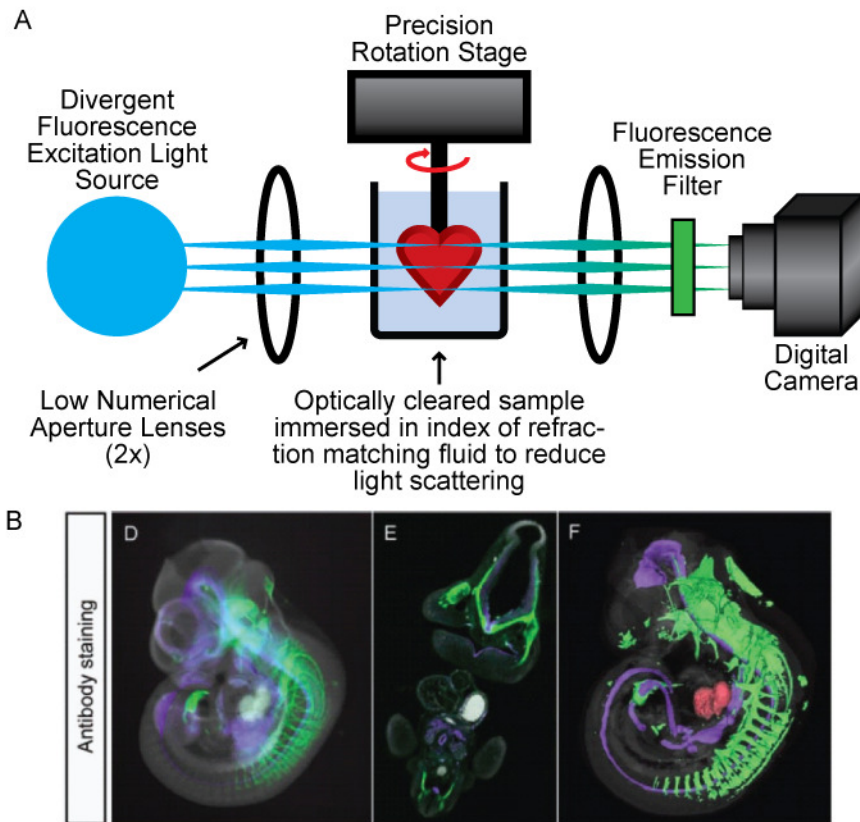 A
Precision
Rotation Stage
Divergent
Fluorescence
Excitation Light
Source
Fluorescence
Emission
Filter
Low Numerical
Aperture Lenses
(2x)
Optically cleared sample
immersed in index of refrac-
tion matching fluid to reduce
light scattering
Digital
Camera
B
Antibody staining
D
E
F